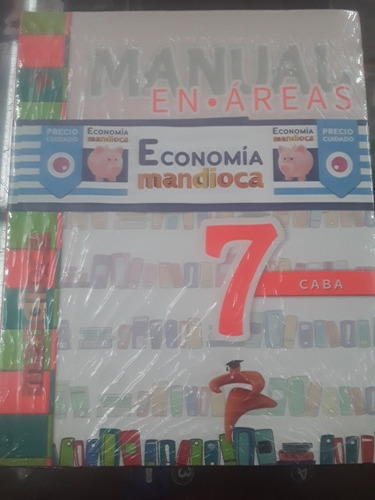 MANUAL
EN•ÁREAS
PRECIO
CUIDADO
ECONOMÍA
mandioca
ECONOMÍA
mandioca
ECONOMÍA
mandioca
PRECIO
CUIDADO
7
CABA